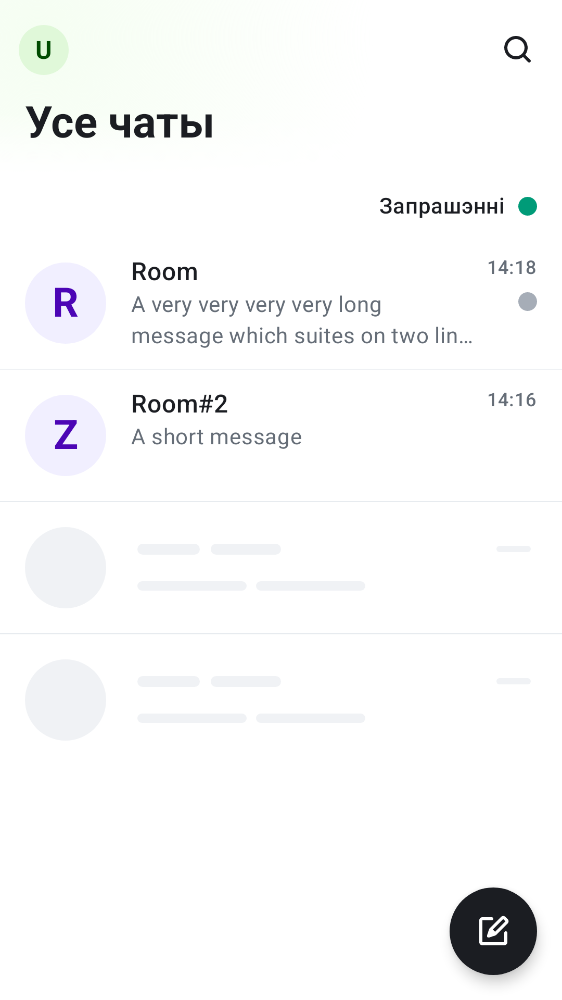 U
Усе чаты
Запрашэнні
R
Room
14:18
A very very very very long
message which suites on two lin…
Z
Room#2
14:16
A short message